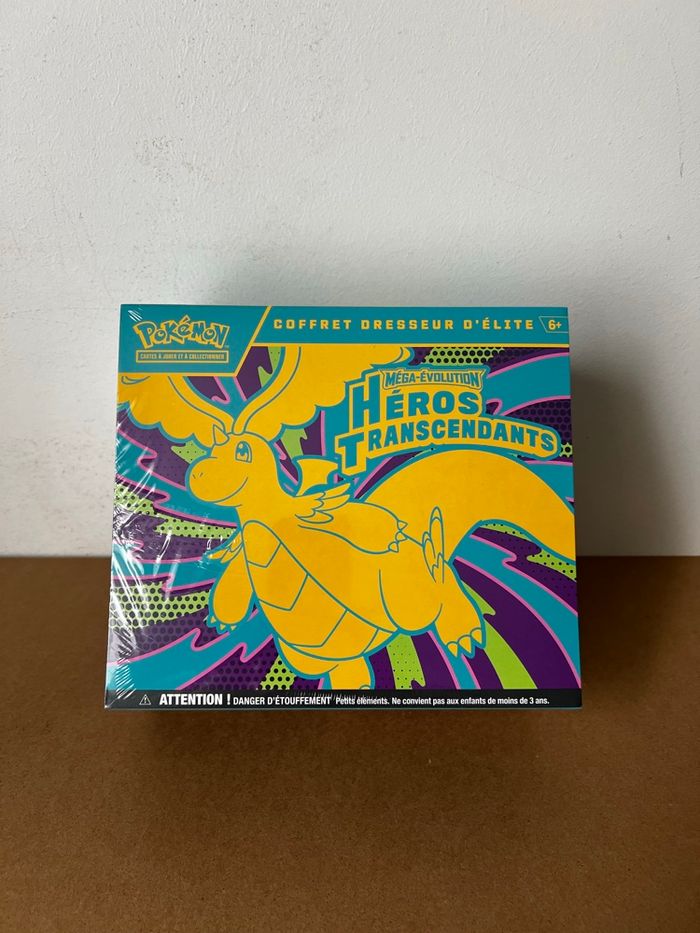 POKÉMON
CARTES À JOUER ET À COLLECTIONNER
COFFRET DRESSEUR D'ÉLITE
6+
MÉGA-ÉVOLUTION
HÉROS
TRANSCENDANTS
ATTENTION ! DANGER D'ÉTOUFFEMENT Petits éléments. Ne convient pas aux enfants de moins de 3 ans.